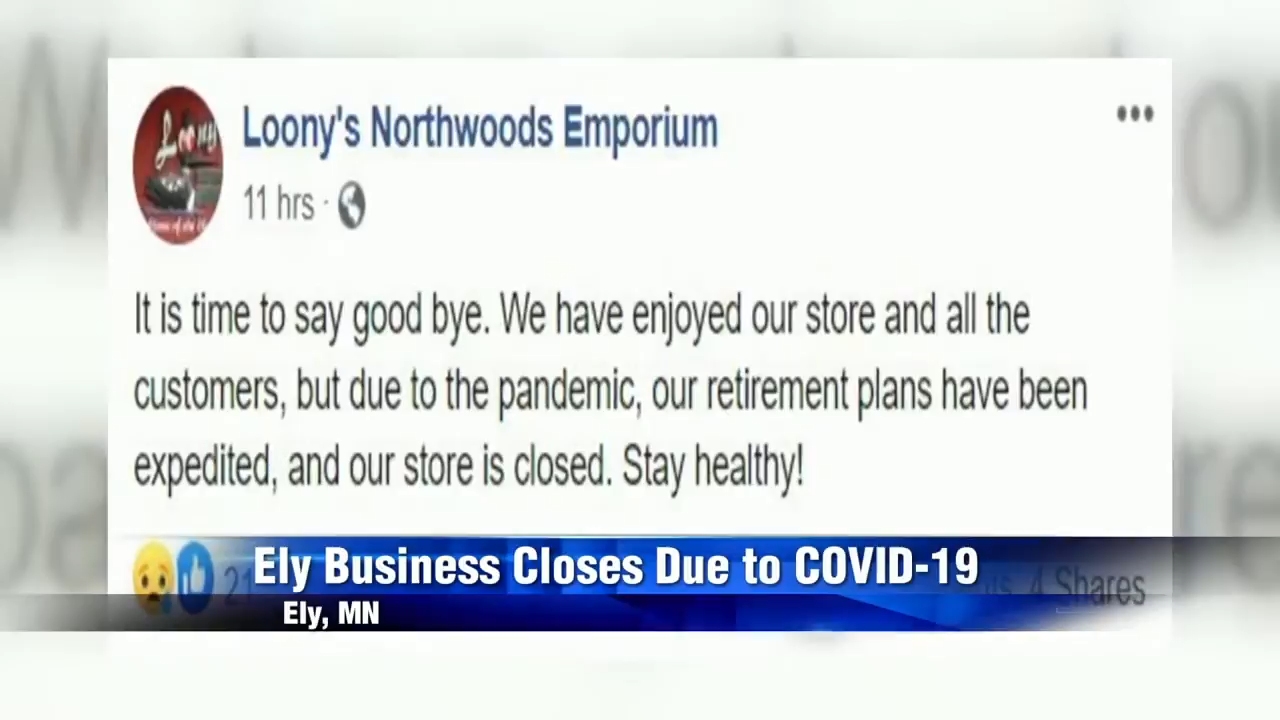 Loony's Northwoods Emporium
11 hrs ·
It is time to say good bye. We have enjoyed our store and all the
customers, but due to the pandemic, our retirement plans have been
expedited, and our store is closed. Stay healthy!
4 Shares
Ely Business Closes Due to COVID-19
Ely, MN